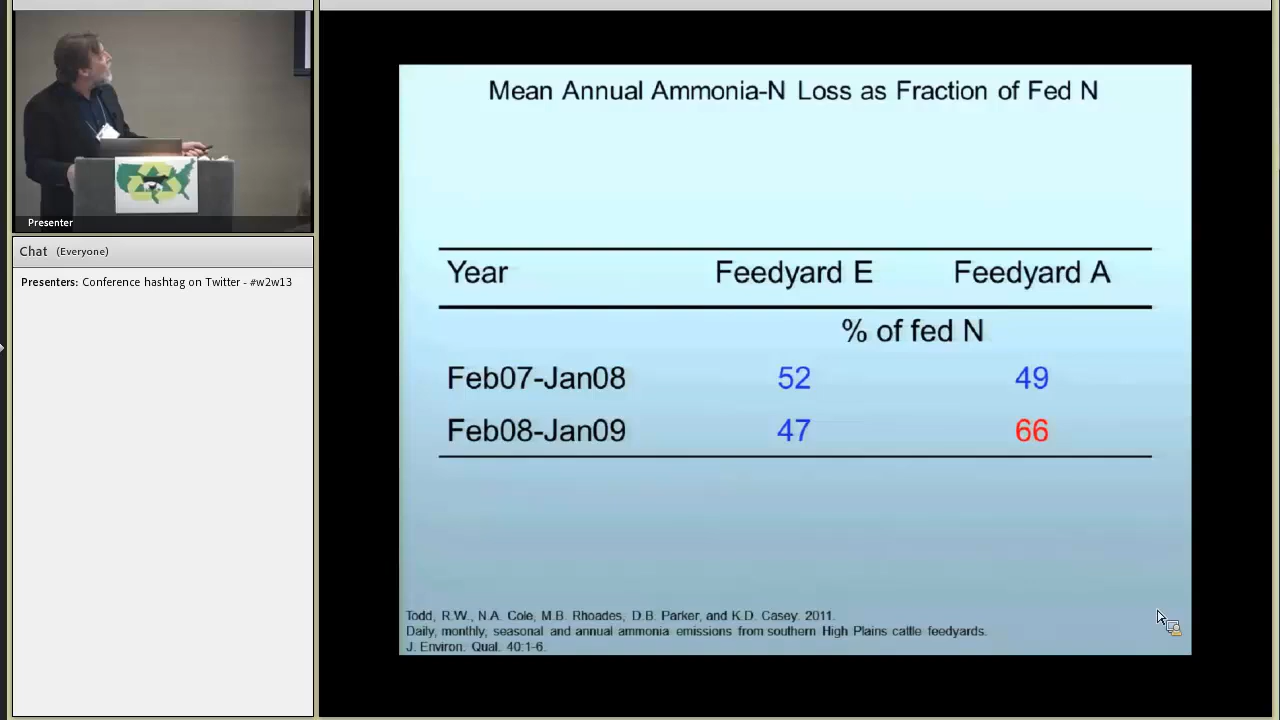 Presenter
Chat (Everyone)
Presenters: Conference hashtag on Twitter - #w2w13
Mean Annual Ammonia-N Loss as Fraction of Fed N
Year Feedyard E Feedyard A
% of fed N
Feb07-Jan08 52 49
Feb08-Jan09 47 66
Todd, R.W., N.A. Cole, M.B. Rhoades, D.B. Parker, and K.D. Casey. 2011.
Daily, monthly, seasonal and annual ammonia emissions from southern High Plains cattle feedyards.
J. Environ. Qual. 40:1-6.